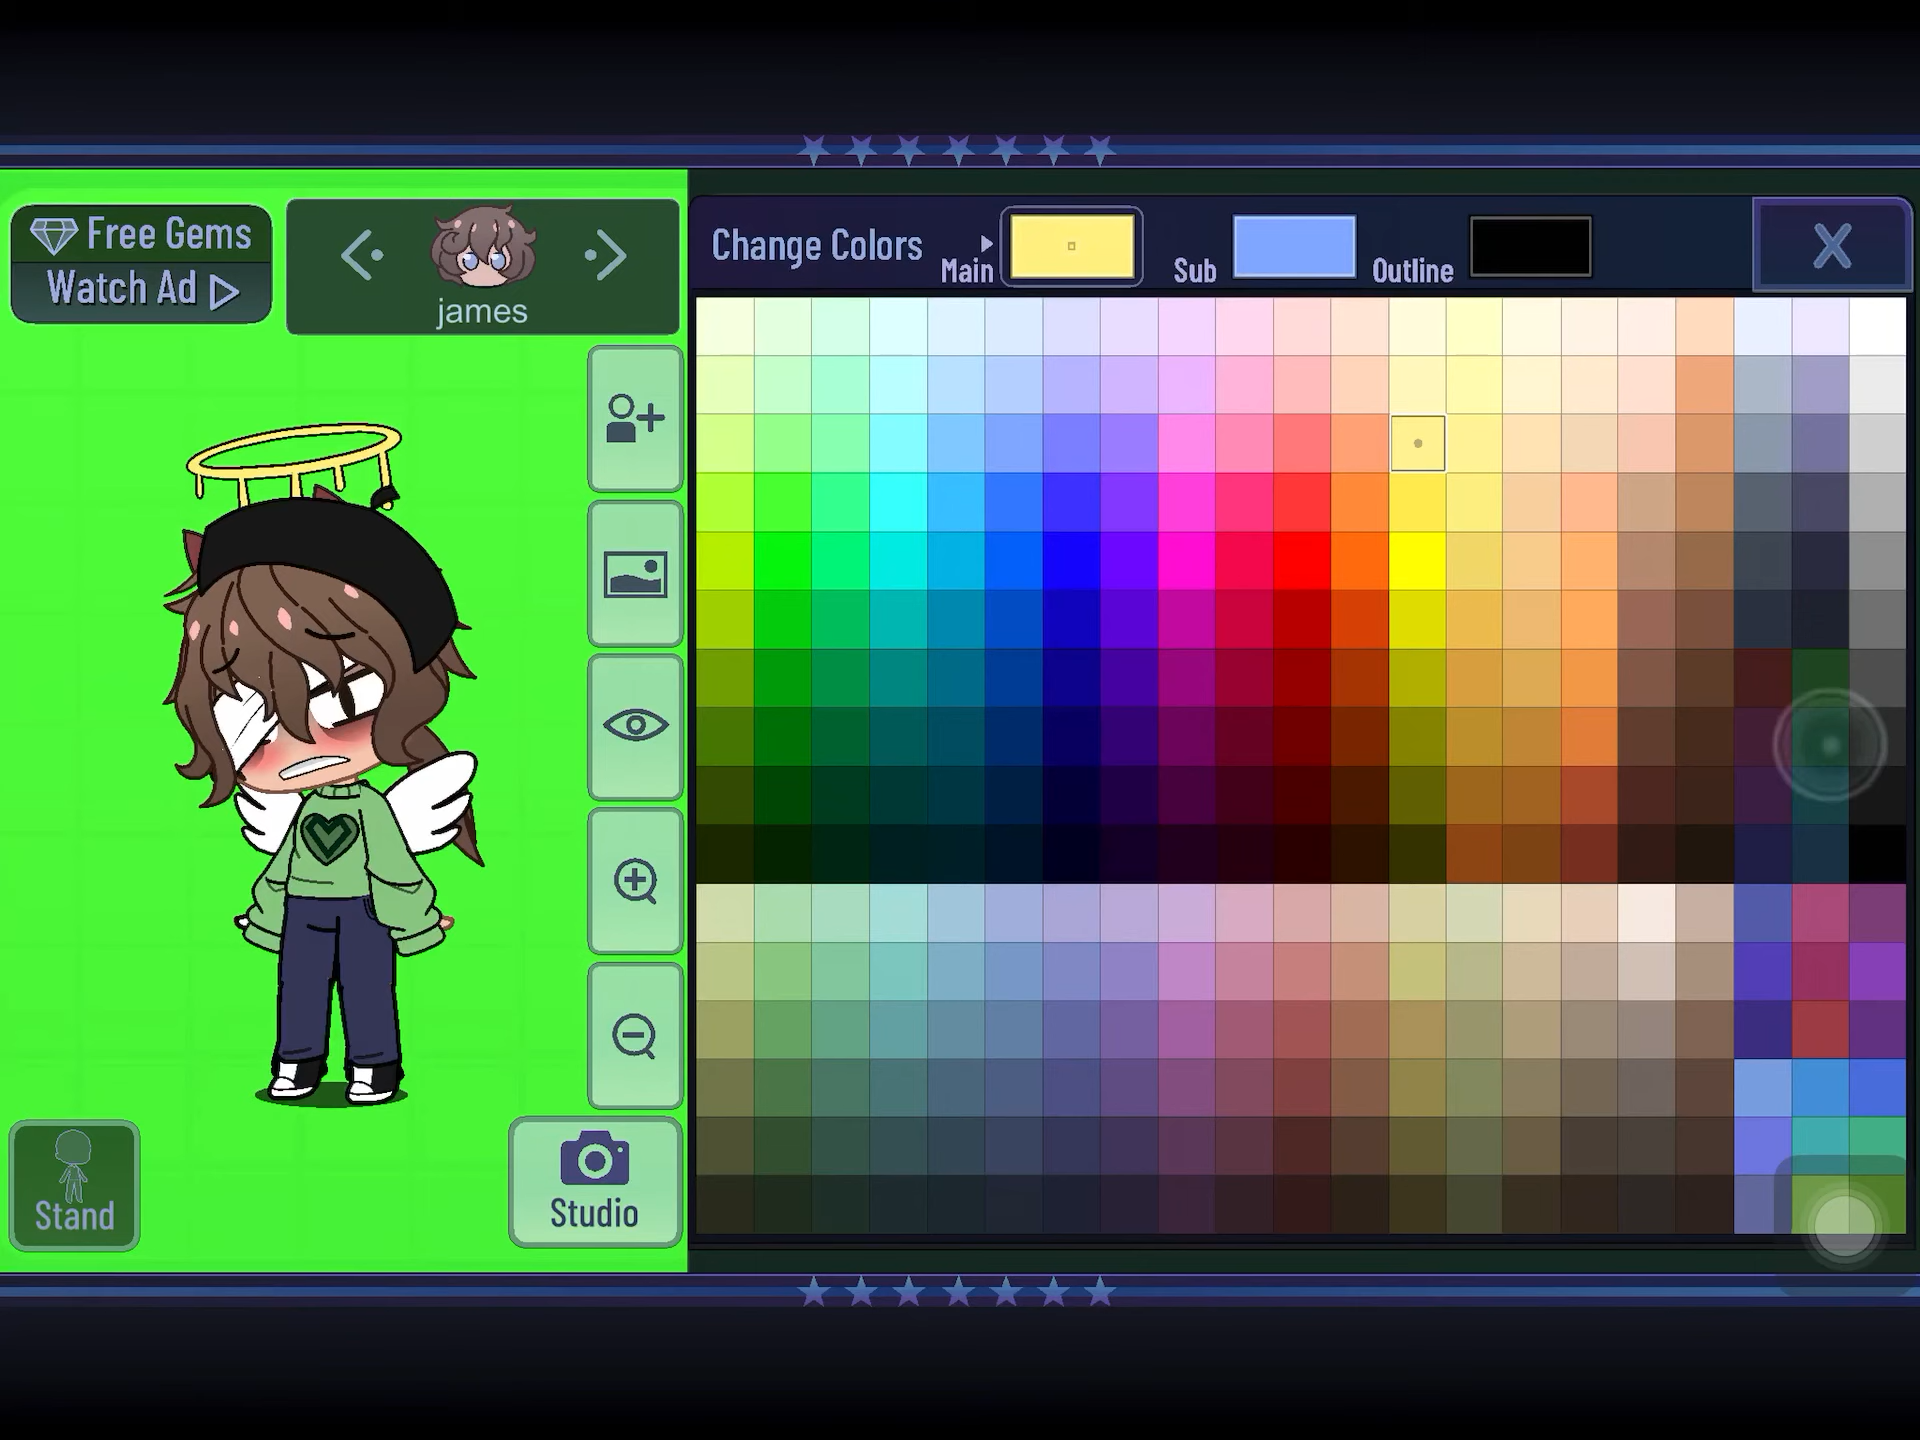 Free Gems
Watch Ad
james
Change Colors
Main
Sub
Outline
X
Stand
Studio